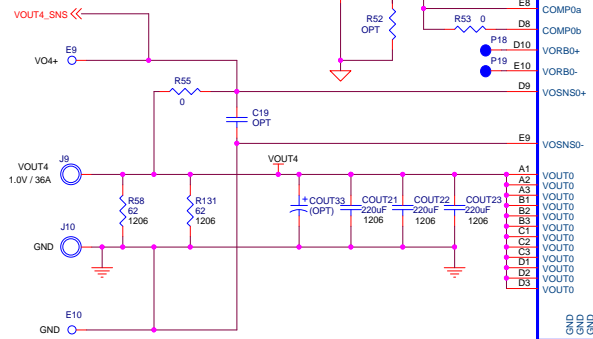 VOUT4_SNS
E9
VO4+
R52
OPT
R53 0
E8
COMP0a
D8
COMP0b
P18
D10
VORB0+
P19
E10
VORB0-
R55
0
D9
VOSNS0+
C19
OPT
E9
VOSNS0-
J9
VOUT4
1.0V / 36A
VOUT4
R58
62
1206
R131
62
1206
COUT33
(OPT)
COUT21
220uF
1206
COUT22
220uF
1206
COUT23
220uF
1206
A1 VOUT0
A2 VOUT0
A3 VOUT0
B1 VOUT0
B2 VOUT0
B3 VOUT0
C1 VOUT0
C2 VOUT0
C3 VOUT0
D1 VOUT0
D2 VOUT0
D3 VOUT0
J10
GND
E10
GND
GND
GND
GND